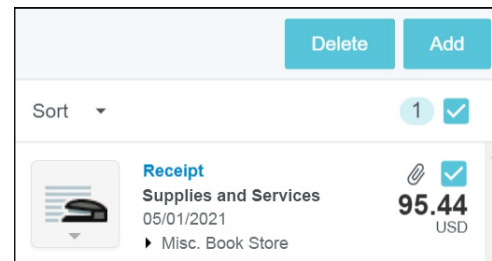 Delete Add
Sort 1
Receipt
Supplies and Services
05/01/2021
Misc. Book Store
95.44
USD